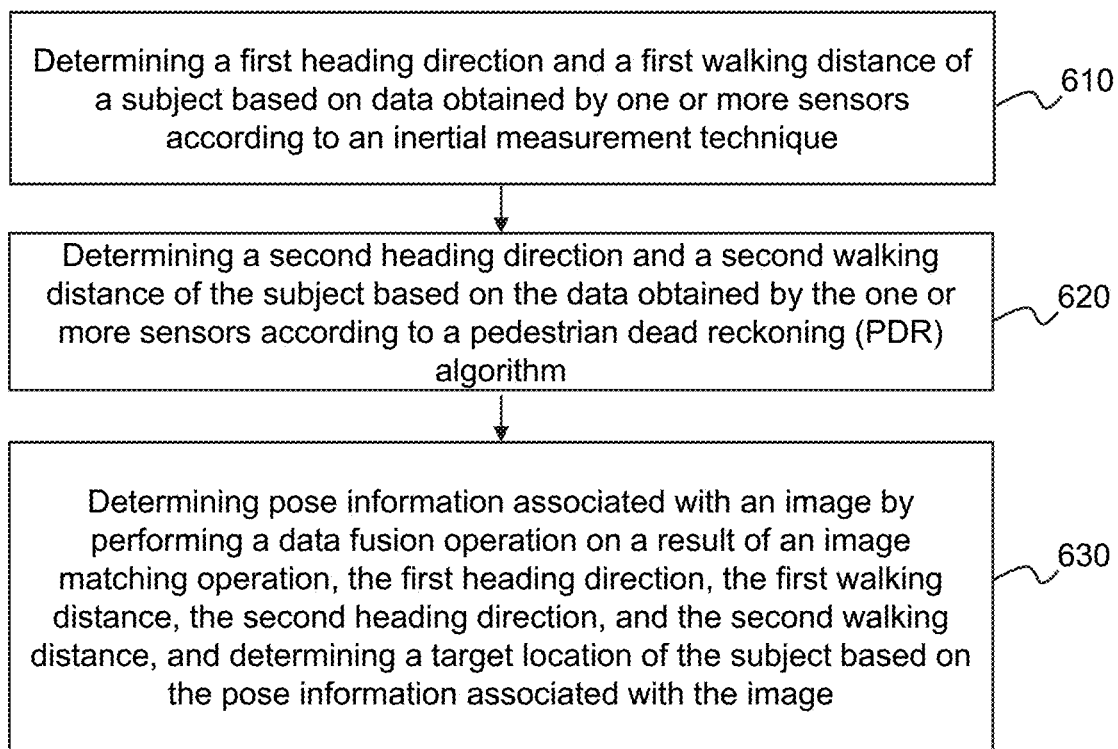 Determining a first heading direction and a first walking distance of
a subject based on data obtained by one or more sensors
according to an inertial measurement technique
610
Determining a second heading direction and a second walking
distance of the subject based on the data obtained by the one or
more sensors according to a pedestrian dead reckoning (PDR)
algorithm
620
Determining pose information associated with an image by
performing a data fusion operation on a result of an image
matching operation, the first heading direction, the first walking
distance, the second heading direction, and the second walking
distance, and determining a target location of the subject based on
the pose information associated with the image
630